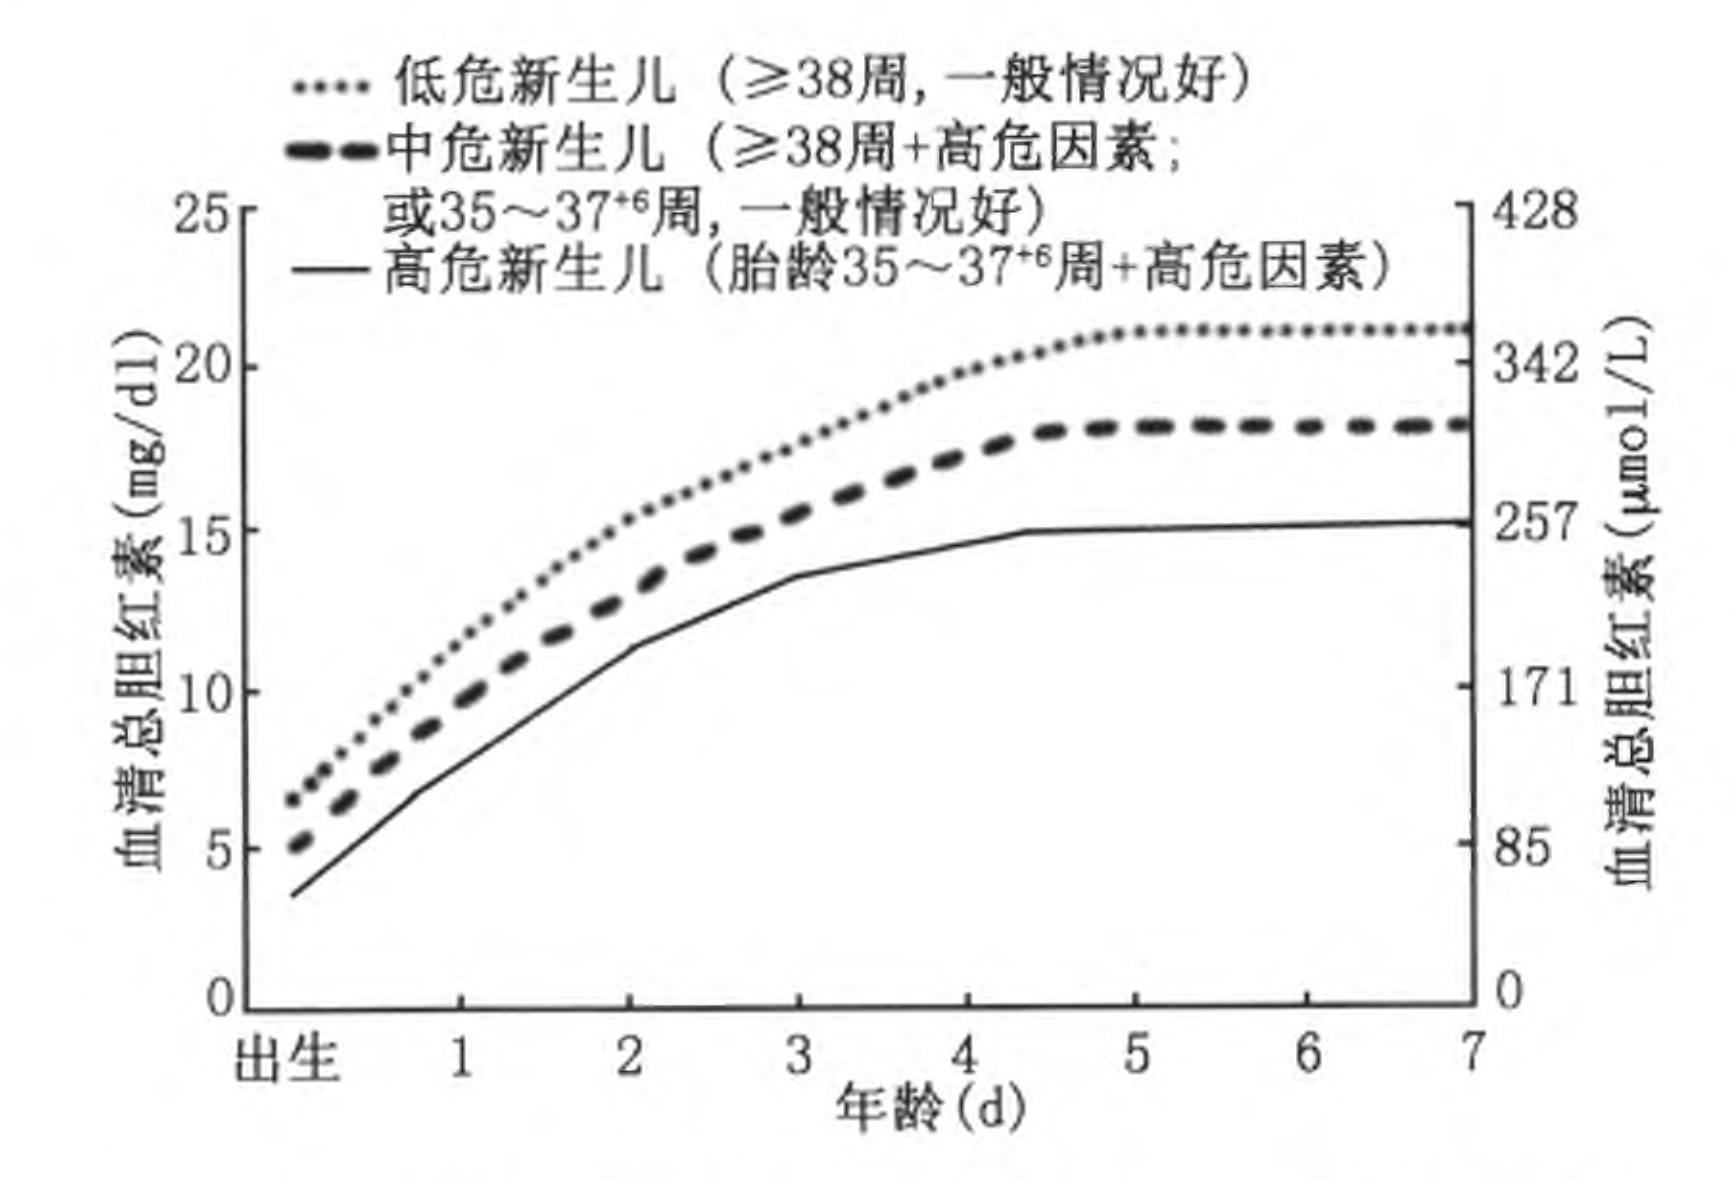 低危新生儿（≥38周,一般情况好）
中危新生儿（≥38周+高危因素;
或35～37⁺⁶周,一般情况好）
高危新生儿（胎龄35～37⁺⁶周+高危因素）
血清总胆红素(mg/dl)
25
20
15
10
5
0
428
342
257
171
85
0
血清总胆红素(μmol/L)
出生 1 2 3 4 5 6 7
年龄(d)